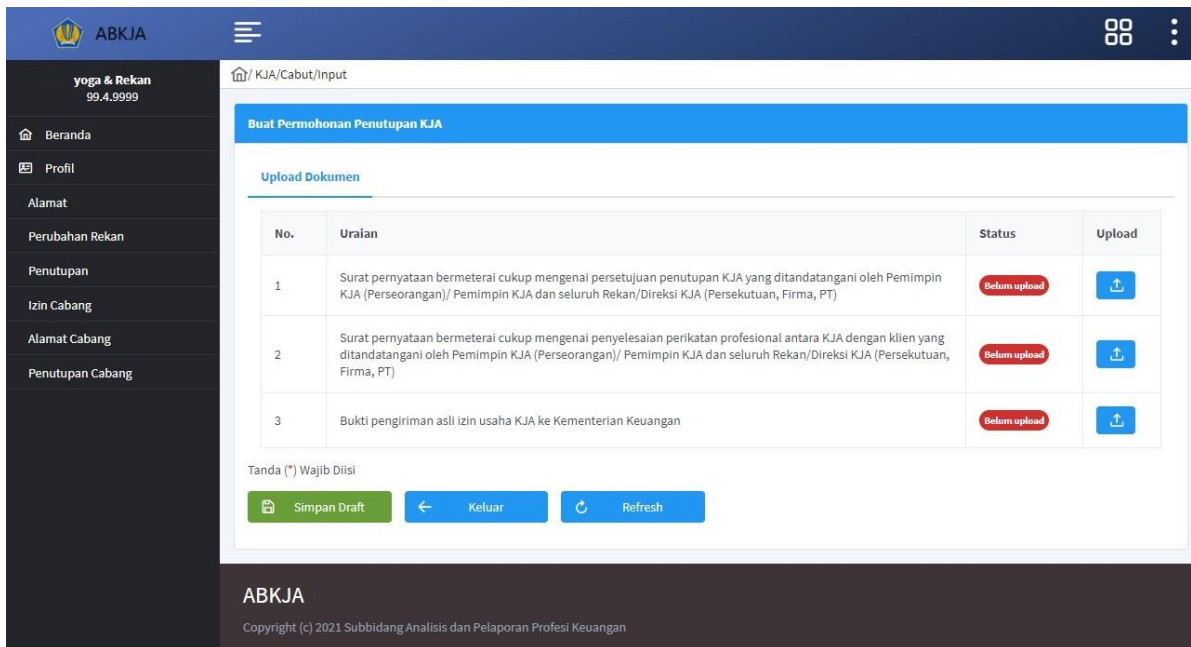 ABKJA
yoga & Rekan
99.4.9999
Beranda
Profil
Alamat
Perubahan Rekan
Penutupan
Izin Cabang
Alamat Cabang
Penutupan Cabang
/ KJA/Cabut/Input
Buat Permohonan Penutupan KJA
Upload Dokumen
No. Uraian Status Upload
1 Surat pernyataan bermeterai cukup mengenai persetujuan penutupan KJA yang ditandatangani oleh Pemimpin Belum upload
KJA (Perseorangan)/ Pemimpin KJA dan seluruh Rekan/Direksi KJA (Persekutuan, Firma, PT)
Surat pernyataan bermeterai cukup mengenai penyelesaian perikatan profesional antara KJA dengan klien yang
2 ditandatangani oleh Pemimpin KJA (Perseorangan)/ Pemimpin KJA dan seluruh Rekan/Direksi KJA (Persekutuan, Belum upload
Firma, PT)
3 Bukti pengiriman asli izin usaha KJA ke Kementerian Keuangan Belum upload
Tanda (*) Wajib Diisi
Simpan Draft Keluar Refresh
ABKJA
Copyright (c) 2021 Subbidang Analisis dan Pelaporan Profesi Keuangan